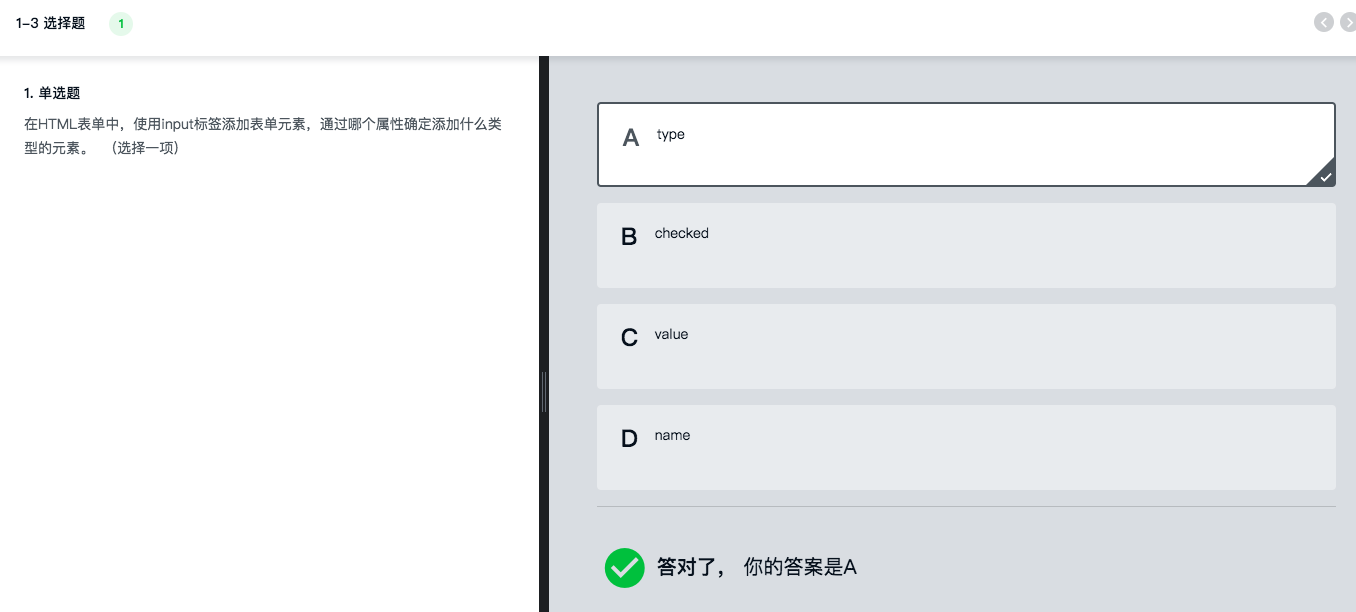 1-3 选择题 1
1. 单选题
在HTML表单中，使用input标签添加表单元素，通过哪个属性确定添加什么类
型的元素。 （选择一项）
A type
B checked
C value
D name
答对了， 你的答案是A